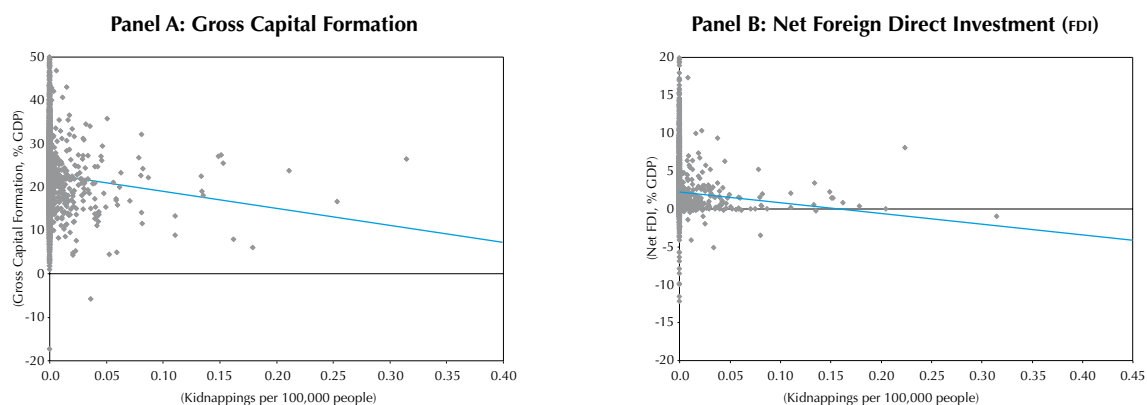 Panel A: Gross Capital Formation
50
40
30
20
10
0
-10
-20
(Gross Capital Formation, % GDP)
0.0 0.05 0.10 0.15 0.20 0.25 0.30 0.35 0.40
(Kidnappings per 100,000 people)
Panel B: Net Foreign Direct Investment (FDI)
20
15
10
5
0
-5
-10
-15
-20
(Net FDI, % GDP)
0.0 0.05 0.10 0.15 0.20 0.25 0.30 0.35 0.40 0.45
(Kidnappings per 100,000 people)